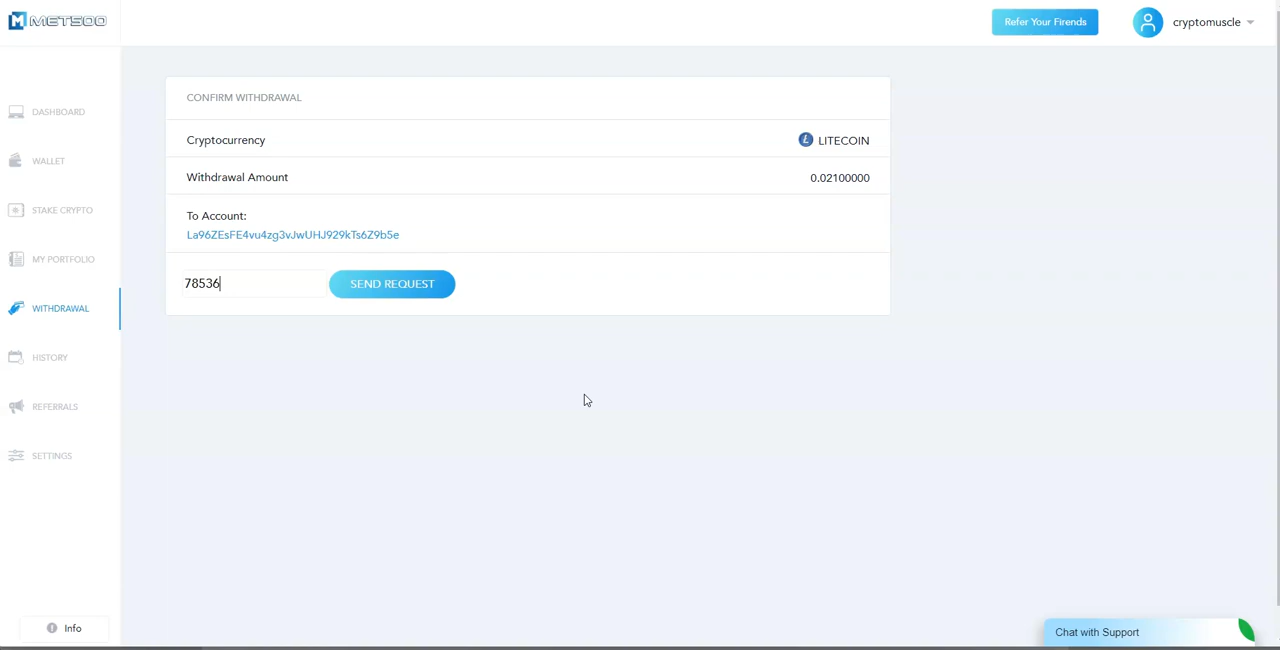 METSOO
Refer Your Firends
cryptomuscle
DASHBOARD
WALLET
STAKE CRYPTO
MY PORTFOLIO
WITHDRAWAL
HISTORY
REFERRALS
SETTINGS
Info
CONFIRM WITHDRAWAL
Cryptocurrency
LITECOIN
Withdrawal Amount
0.02100000
To Account:
La96ZEsFE4vu4zg3vJwUHJ929kTs6Z9b5e
78536
SEND REQUEST
Chat with Support